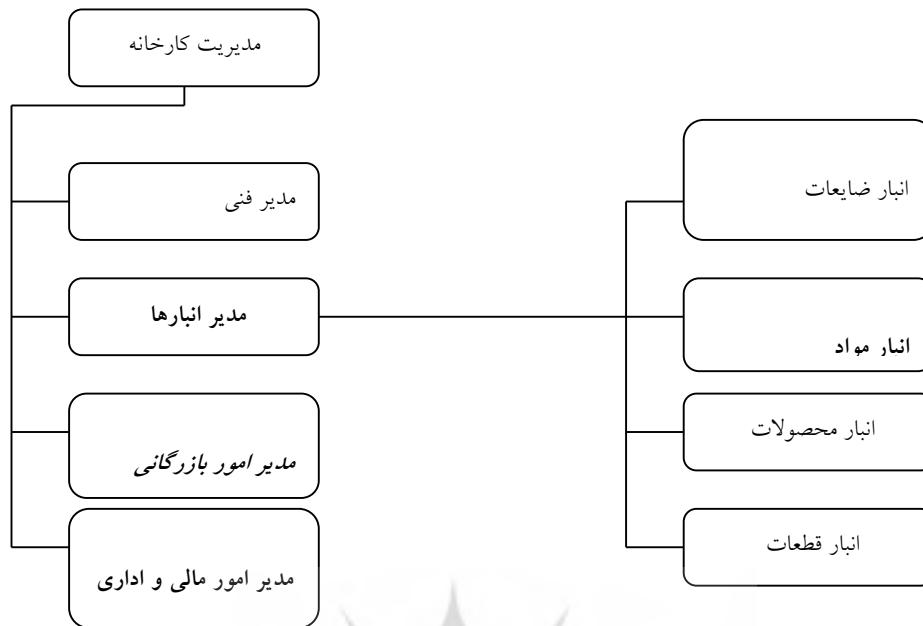 مدیریت کارخانه
مدیر فنی
مدیر انبارها
مدیر امور بازرگانی
مدیر امور مالی و اداری
انبار ضایعات
انبار مواد
انبار محصولات
انبار قطعات